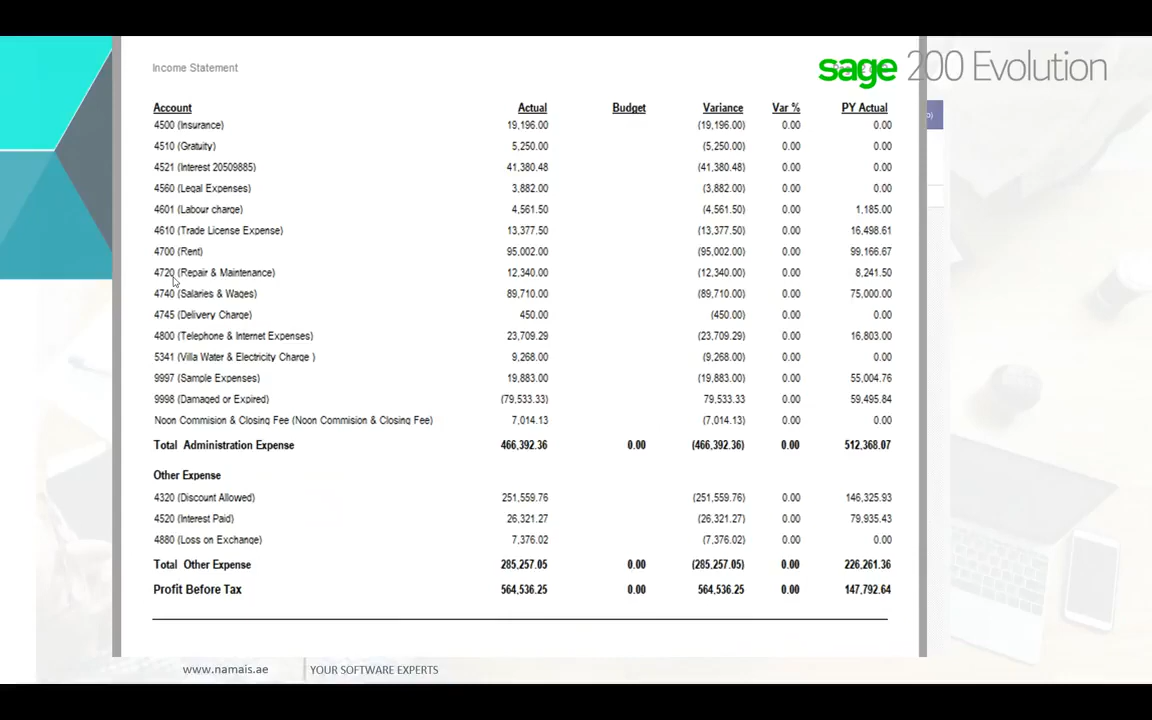 Income Statement
sage 200 Evolution
Account Actual Budget Variance Var % PY Actual
4500 (Insurance) 19,196.00 (19,196.00) 0.00 0.00
4510 (Gratuity) 5,250.00 (5,250.00) 0.00 0.00
4521 (Interest 20509885) 41,380.48 (41,380.48) 0.00 0.00
4560 (Legal Expenses) 3,882.00 (3,882.00) 0.00 0.00
4601 (Labour charge) 4,561.50 (4,561.50) 0.00 1,185.00
4610 (Trade License Expense) 13,377.50 (13,377.50) 0.00 16,498.61
4700 (Rent) 95,002.00 (95,002.00) 0.00 99,166.67
4720 (Repair & Maintenance) 12,340.00 (12,340.00) 0.00 8,241.50
4740 (Salaries & Wages) 89,710.00 (89,710.00) 0.00 75,000.00
4745 (Delivery Charge) 450.00 (450.00) 0.00 0.00
4800 (Telephone & Internet Expenses) 23,709.29 (23,709.29) 0.00 16,803.00
5341 (Villa Water & Electricity Charge ) 9,268.00 (9,268.00) 0.00 0.00
9997 (Sample Expenses) 19,883.00 (19,883.00) 0.00 55,004.76
9998 (Damaged or Expired) (79,533.33) 79,533.33 0.00 59,495.84
Noon Commision & Closing Fee (Noon Commision & Closing Fee) 7,014.13 (7,014.13) 0.00 0.00
Total Administration Expense 466,392.36 0.00 (466,392.36) 0.00 512,368.07
Other Expense
4320 (Discount Allowed) 251,559.76 (251,559.76) 0.00 146,325.93
4520 (Interest Paid) 26,321.27 (26,321.27) 0.00 79,935.43
4880 (Loss on Exchange) 7,376.02 (7,376.02) 0.00 0.00
Total Other Expense 285,257.05 0.00 (285,257.05) 0.00 226,261.36
Profit Before Tax 564,536.25 0.00 564,536.25 0.00 147,792.64
www.namais.ae YOUR SOFTWARE EXPERTS